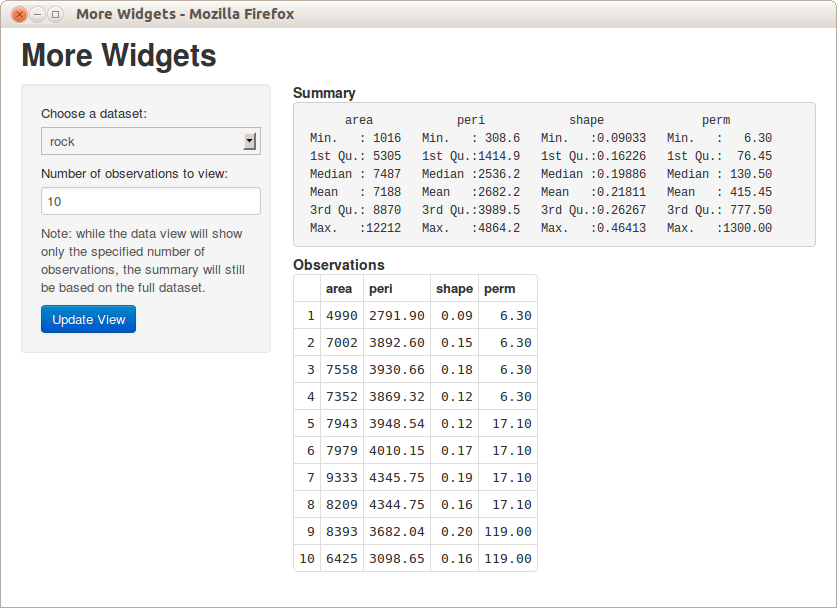 More Widgets - Mozilla Firefox
More Widgets
Choose a dataset:
rock
Number of observations to view:
10
Note: while the data view will show
only the specified number of
observations, the summary will still
be based on the full dataset.
Update View
Summary
area peri shape perm
Min. : 1016 Min. : 308.6 Min. :0.09033 Min. : 6.30
1st Qu.: 5305 1st Qu.:1414.9 1st Qu.:0.16226 1st Qu.: 76.45
Median : 7487 Median :2536.2 Median :0.19886 Median : 130.50
Mean : 7188 Mean :2682.2 Mean :0.21811 Mean : 415.45
3rd Qu.: 8870 3rd Qu.:3989.5 3rd Qu.:0.26267 3rd Qu.: 777.50
Max. :12212 Max. :4864.2 Max. :0.46413 Max. :1300.00
Observations
area peri shape perm
1 4990 2791.90 0.09 6.30
2 7002 3892.60 0.15 6.30
3 7558 3930.66 0.18 6.30
4 7352 3869.32 0.12 6.30
5 7943 3948.54 0.12 17.10
6 7979 4010.15 0.17 17.10
7 9333 4345.75 0.19 17.10
8 8209 4344.75 0.16 17.10
9 8393 3682.04 0.20 119.00
10 6425 3098.65 0.16 119.00